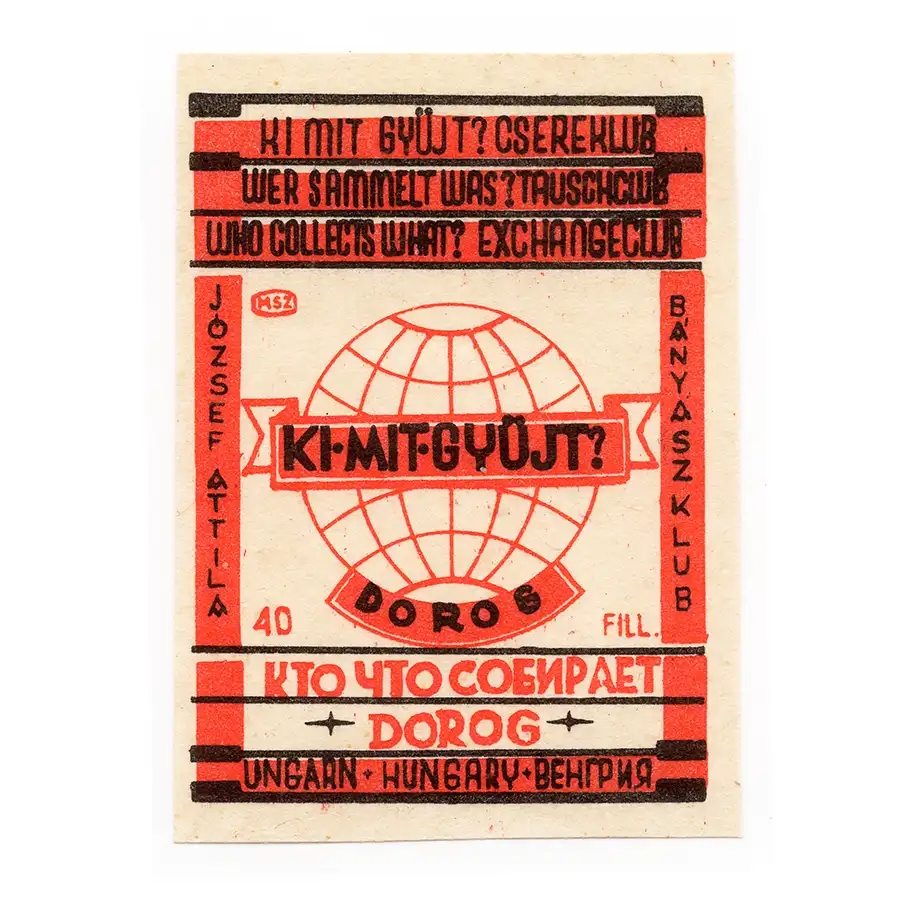 KI MIT GYŰJT? CSEREKLUB
WER SAMMELT WAS? TAUSCHCLUB
WHO COLLECTS WHAT? EXCHANGECLUB
JÓZSEF ATTILA
MSZ
KI·MIT·GYŰJT?
BÁNYÁSZ KLUB
DOROG
40 FILL.
КТО ЧТО СОБИРАЕТ
DOROG
UNGARN + HUNGARY + ВЕНГРИЯ